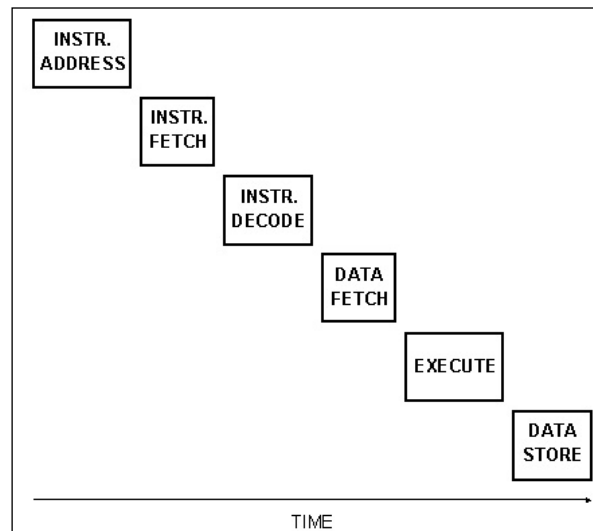 INSTR.
ADDRESS
INSTR.
FETCH
INSTR.
DECODE
DATA
FETCH
EXECUTE
DATA
STORE
TIME